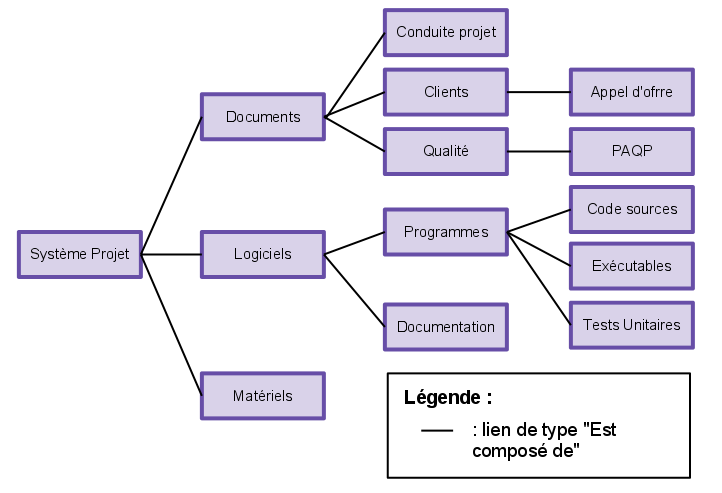 Conduite projet
Clients
Appel d'ofrre
Documents
Qualité
PAQP
Code sources
Programmes
Système Projet
Logiciels
Exécutables
Documentation
Tests Unitaires
Matériels
Légende :
: lien de type "Est
composé de"